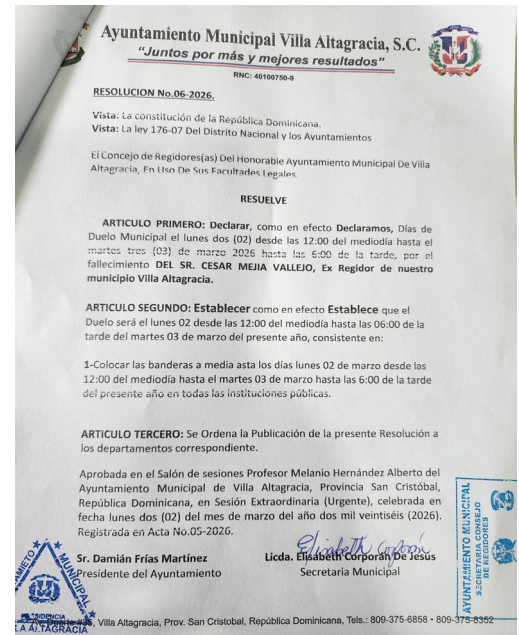 Ayuntamiento Municipal Villa Altagracia, S.C.
“Juntos por más y mejores resultados”
RNC: 40100750-9
RESOLUCION No.06-2026.
Vista: La constitución de la República Dominicana.
Vista: La ley 176-07 Del Distrito Nacional y los Ayuntamientos
El Concejo de Regidores(as) Del Honorable Ayuntamiento Municipal De Villa
Altagracia, En Uso De Sus Facultades Legales.
RESUELVE
ARTICULO PRIMERO: Declarar, como en efecto Declaramos, Días de
Duelo Municipal el lunes dos (02) desde las 12:00 del mediodía hasta el
martes tres (03) de marzo 2026 hasta las 6:00 de la tarde, por el
fallecimiento DEL SR. CESAR MEJIA VALLEJO, Ex Regidor de nuestro
municipio Villa Altagracia.
ARTICULO SEGUNDO: Establecer como en efecto Establece que el
Duelo será el lunes 02 desde las 12:00 del mediodía hasta las 06:00 de la
tarde del martes 03 de marzo del presente año, consistente en:
1-Colocar las banderas a media asta los días lunes 02 de marzo desde las
12:00 del mediodía hasta el martes 03 de marzo hasta las 6:00 de la tarde
del presente año en todas las instituciones públicas.
ARTICULO TERCERO: Se Ordena la Publicación de la presente Resolución a
los departamentos correspondiente.
Aprobada en el Salón de sesiones Profesor Melanio Hernández Alberto del
Ayuntamiento Municipal de Villa Altagracia, Provincia San Cristóbal,
República Dominicana, en Sesión Extraordinaria (Urgente), celebrada en
fecha lunes dos (02) del mes de marzo del año dos mil veintiséis (2026).
Registrada en Acta No.05-2026.
Elisabeth Corporán
Sr. Damián Frías Martínez
Licda. Elisabeth Corporán De Jesús
Presidente del Ayuntamiento
Secretaria Municipal
AYUNTAMIENTO MUNICIPAL
SECRETARIA CONSEJO
DE REGIDORES
MUNICIPAL
LA ALTAGRACIA
Villa Altagracia, Prov. San Cristobal, República Dominicana, Tels.: 809-375-6858 • 809-375-8352